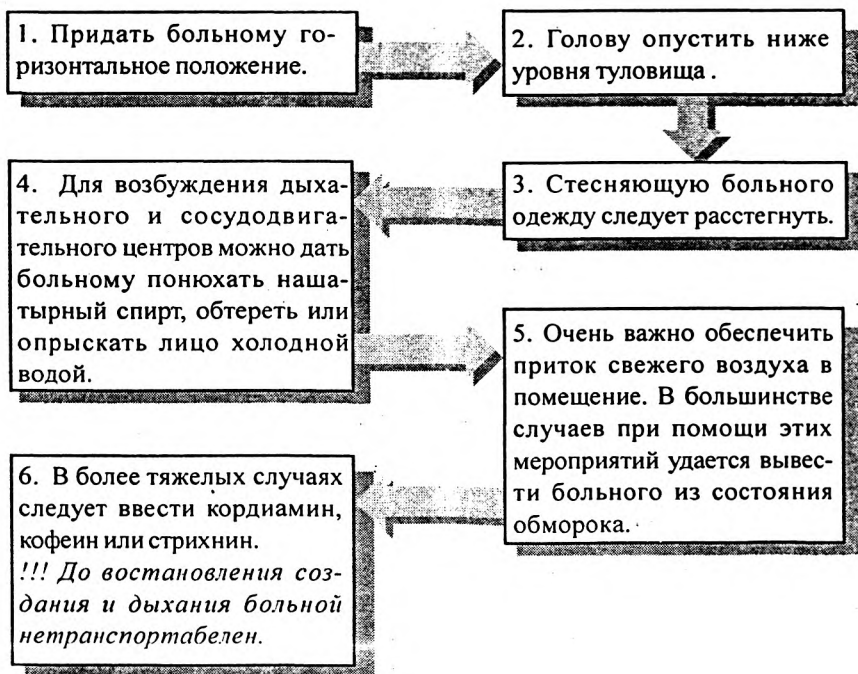 1. Придать больному го-
ризонтальное положение.
2. Голову опустить ниже
уровня туловища .
3. Стесняющую больного
одежду следует расстегнуть.
4. Для возбуждения дыха-
тельного и сосудодвига-
тельного центров можно дать
больному понюхать наша-
тырный спирт, обтереть или
опрыскать лицо холодной
водой.
5. Очень важно обеспечить
приток свежего воздуха в
помещение. В большинстве
случаев при помощи этих
мероприятий удается вывес-
ти больного из состояния
обморока.
6. В более тяжелых случаях
следует ввести кордиамин,
кофеин или стрихнин.
!!! До востановления соз-
дания и дыхания больной
нетранспортабелен.